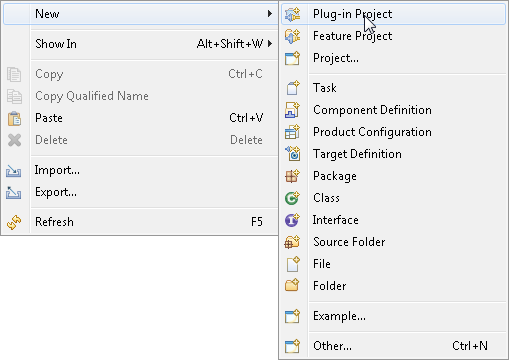 New
Show In Alt+Shift+W
Copy Ctrl+C
Copy Qualified Name
Paste Ctrl+V
Delete Delete
Import...
Export...
Refresh F5
Plug-in Project
Feature Project
Project...
Task
Component Definition
Product Configuration
Target Definition
Package
Class
Interface
Source Folder
File
Folder
Example...
Other... Ctrl+N